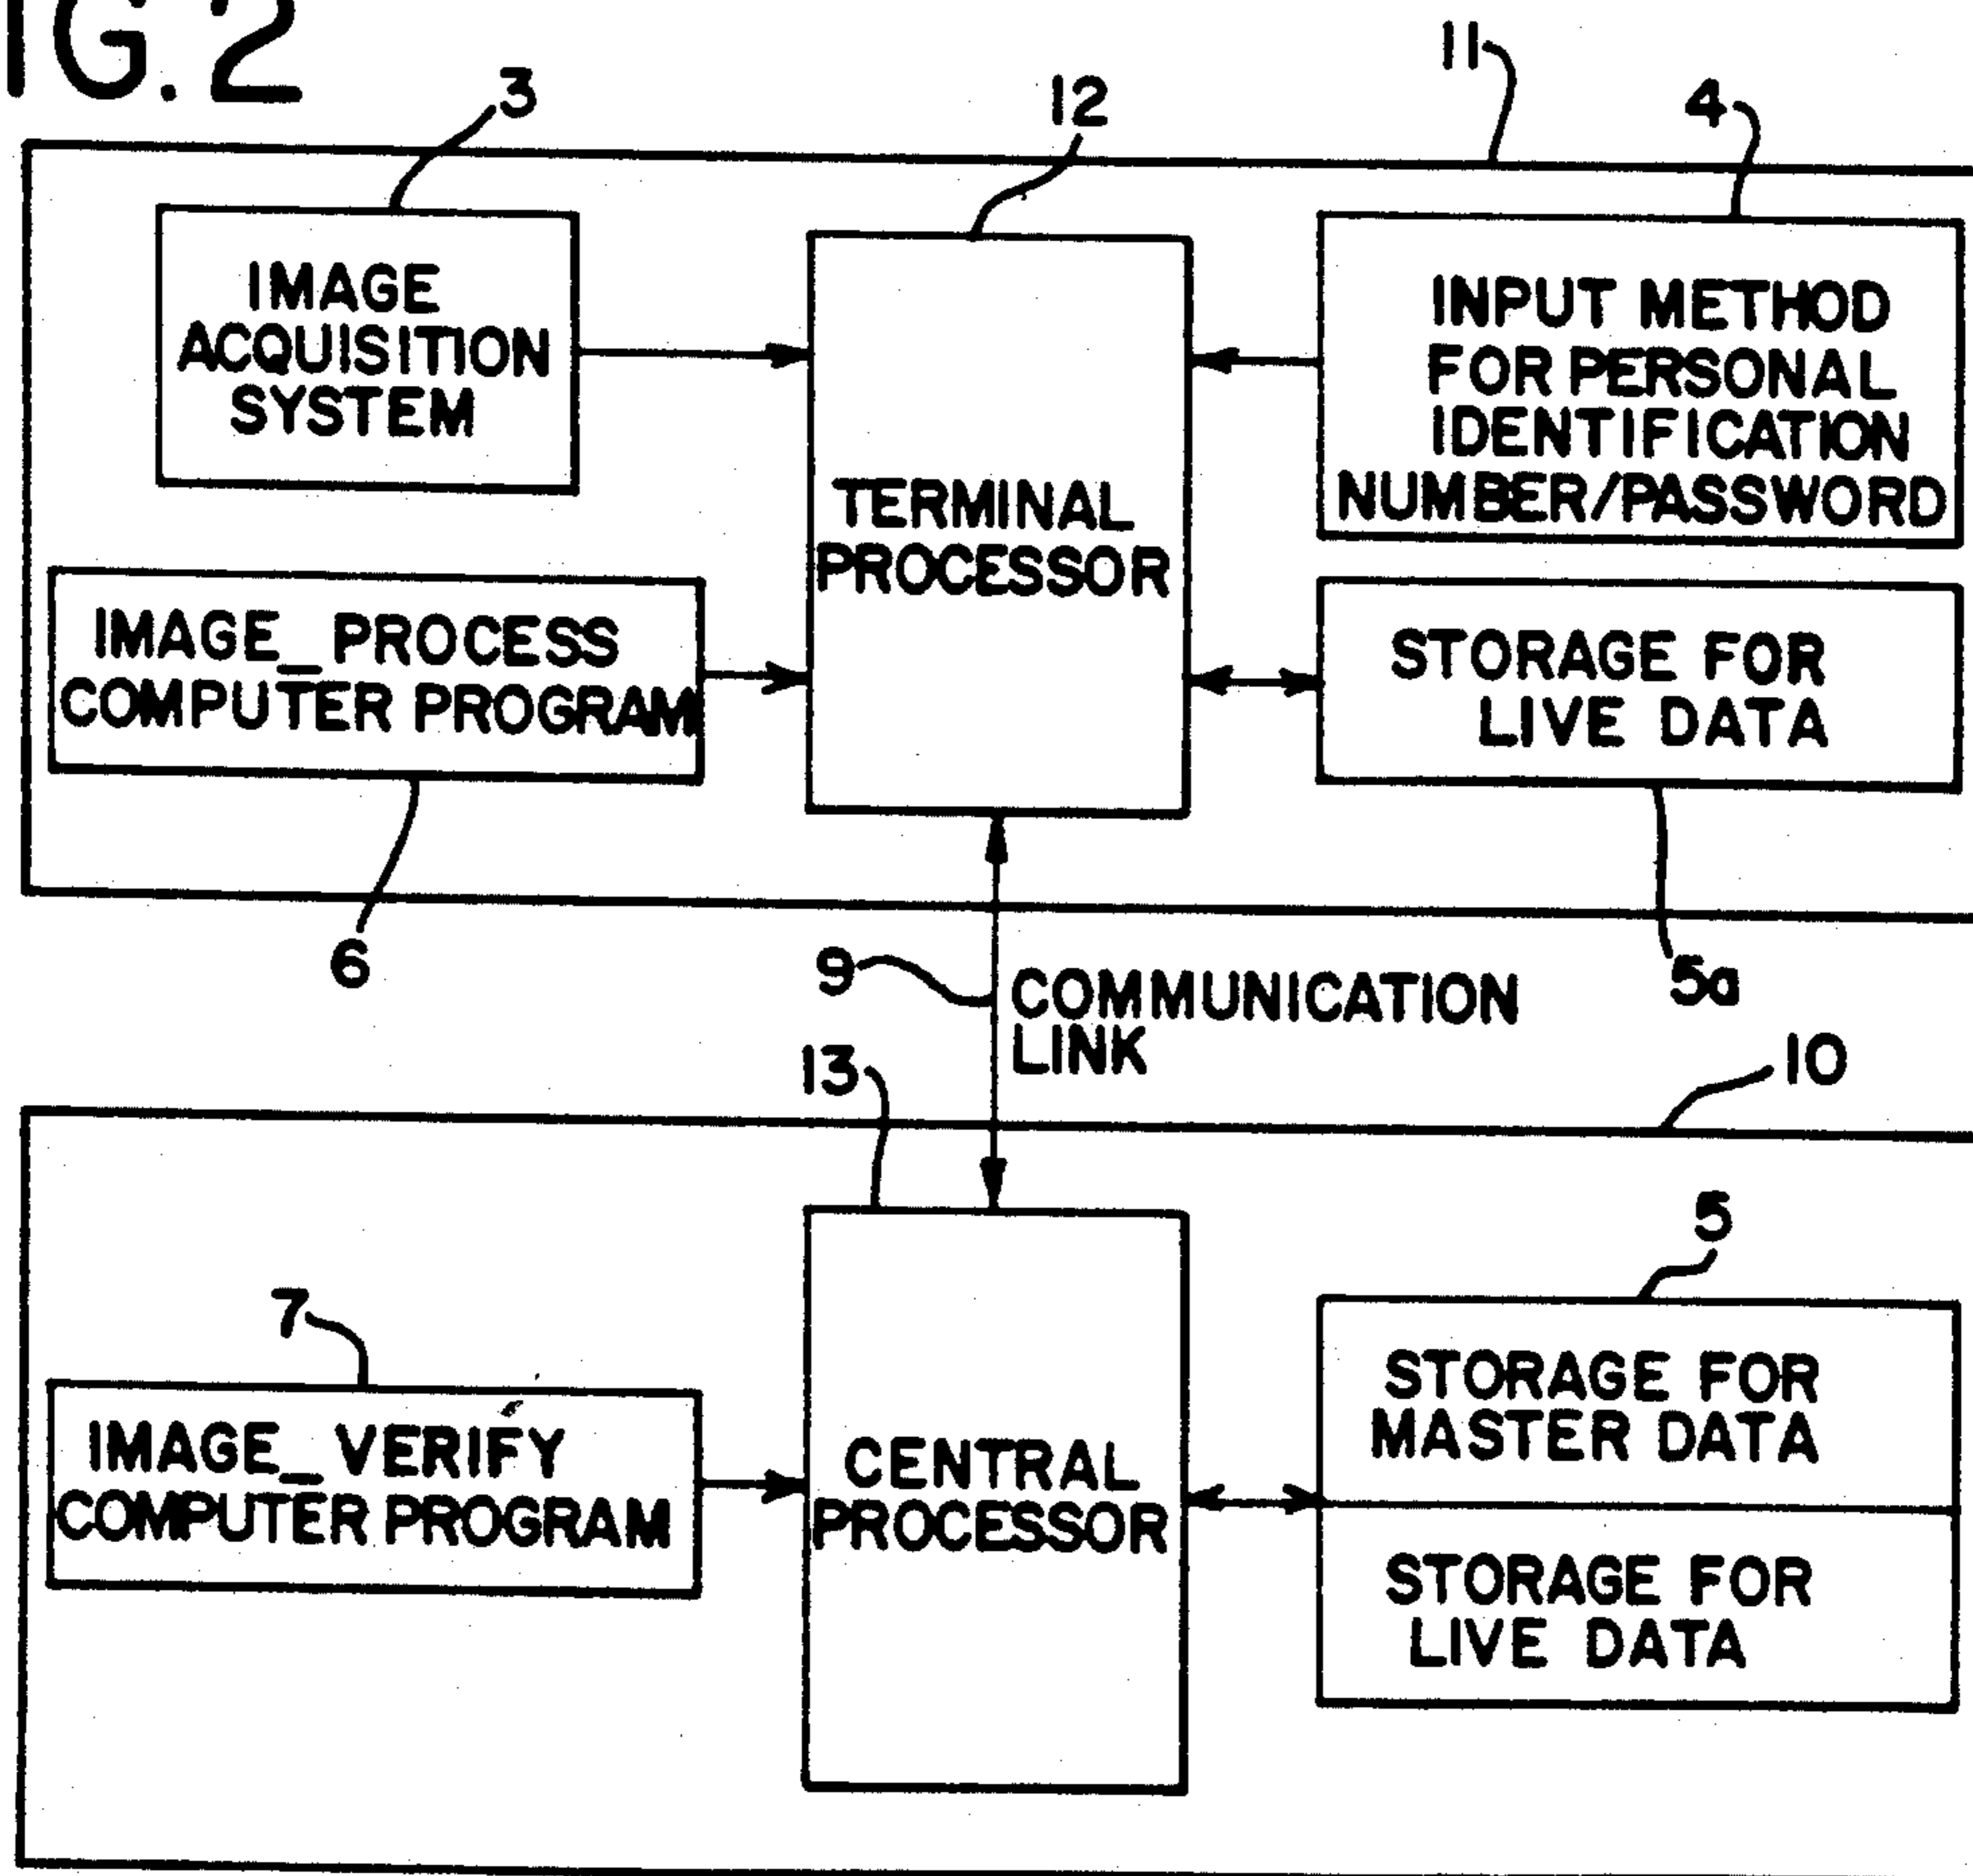 IG. 2
3
12
11
4
IMAGE
ACQUISITION
SYSTEM
TERMINAL
PROCESSOR
INPUT METHOD
FOR PERSONAL
IDENTIFICATION
NUMBER/PASSWORD
IMAGE_PROCESS
COMPUTER PROGRAM
STORAGE FOR
LIVE DATA
6
9
COMMUNICATION
LINK
5a
13
10
7
IMAGE_VERIFY
COMPUTER PROGRAM
CENTRAL
PROCESSOR
5
STORAGE FOR
MASTER DATA
STORAGE FOR
LIVE DATA